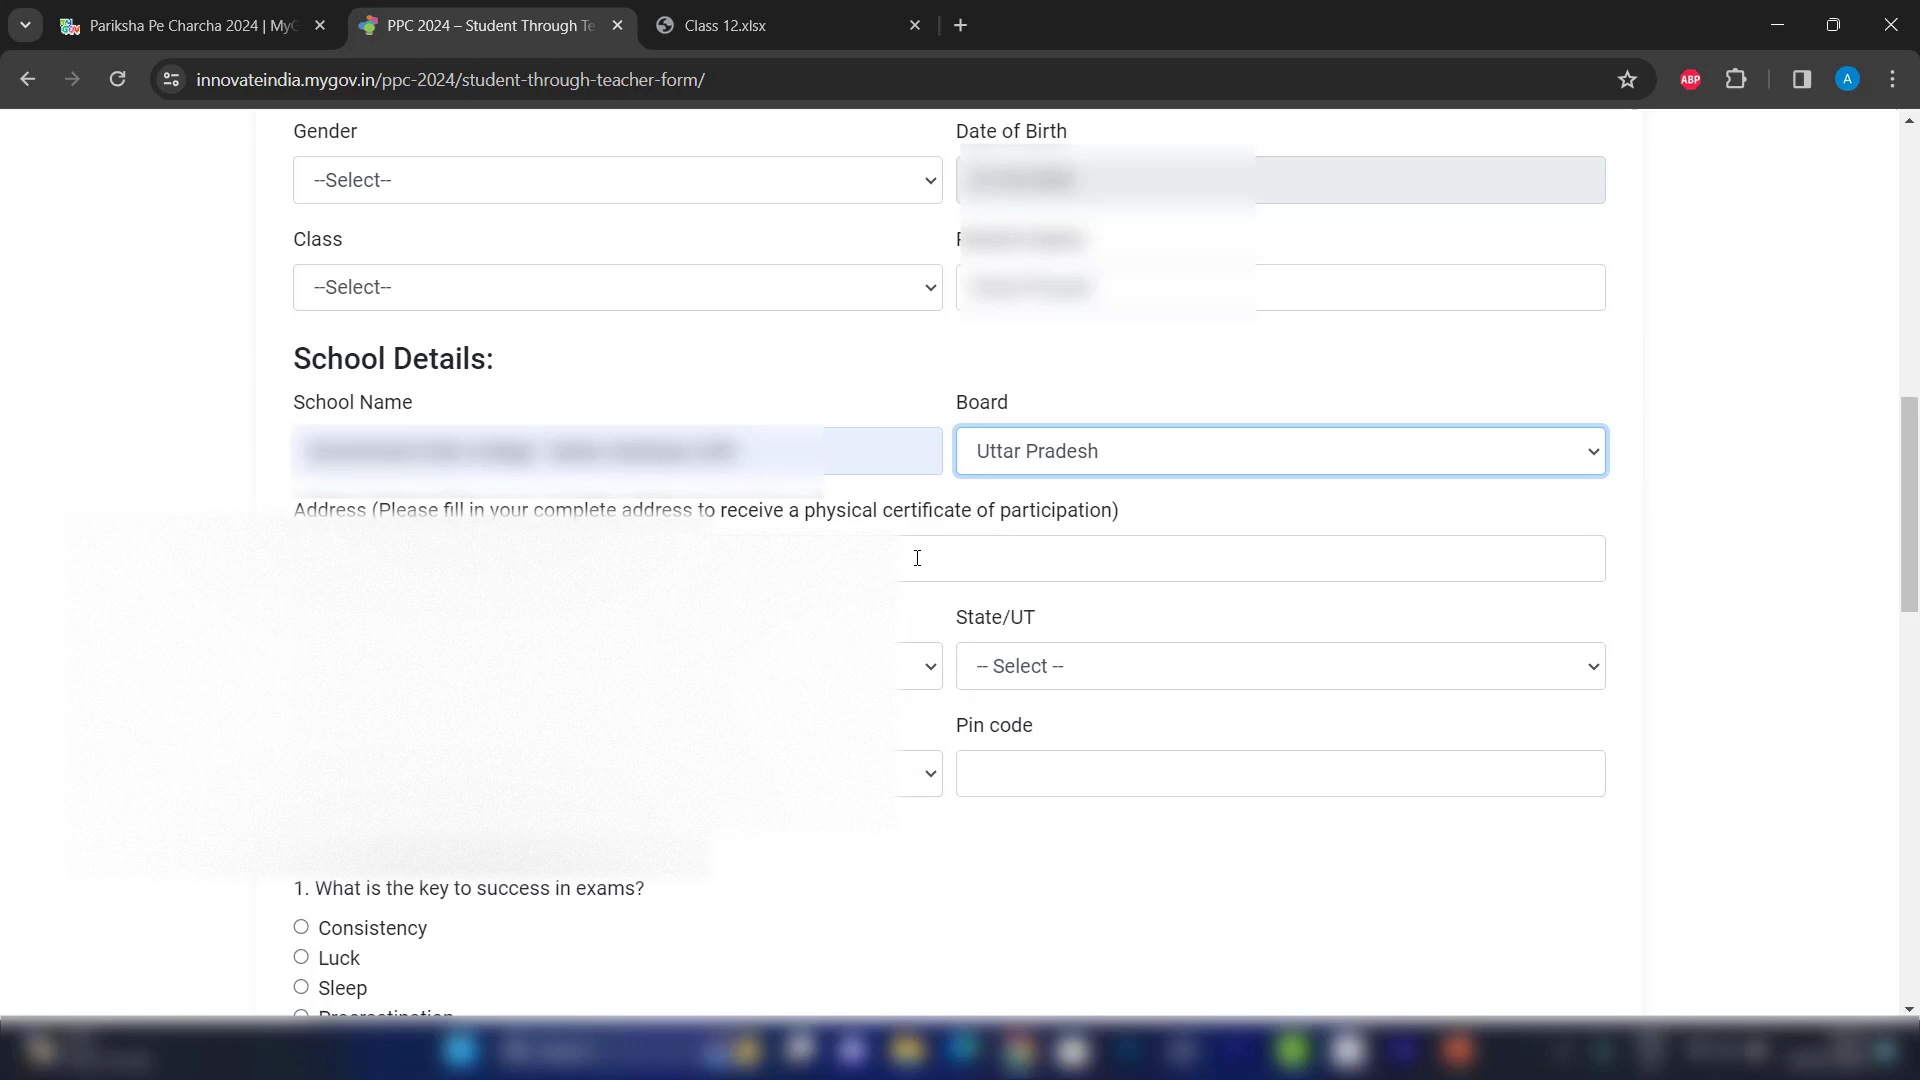 Pariksha Pe Charcha 2024 | MyG
PPC 2024 – Student Through Te
Class 12.xlsx
innovateindia.mygov.in/ppc-2024/student-through-teacher-form/
ABP
A
Gender
Date of Birth
--Select--
Class
--Select--
School Details:
School Name
Board
Uttar Pradesh
Address (Please fill in your complete address to receive a physical certificate of participation)
State/UT
-- Select --
Pin code
1. What is the key to success in exams?
Consistency
Luck
Sleep
Procrastination